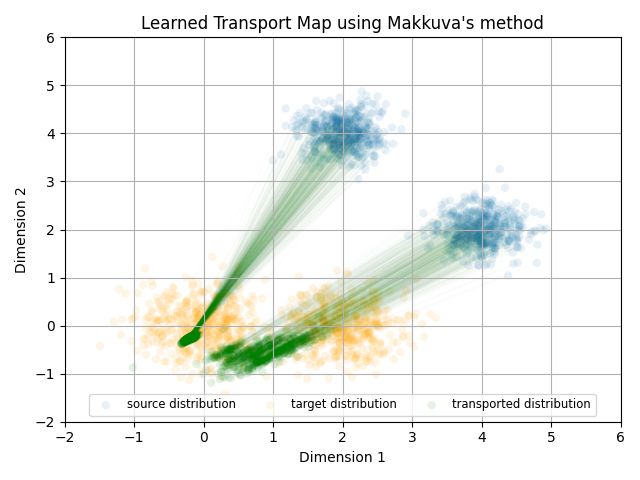 Learned Transport Map using Makkuva's method
6
5
4
3
2
1
0
−1
−2
Dimension 2
source distribution
target distribution
transported distribution
−2 −1 0 1 2 3 4 5 6
Dimension 1